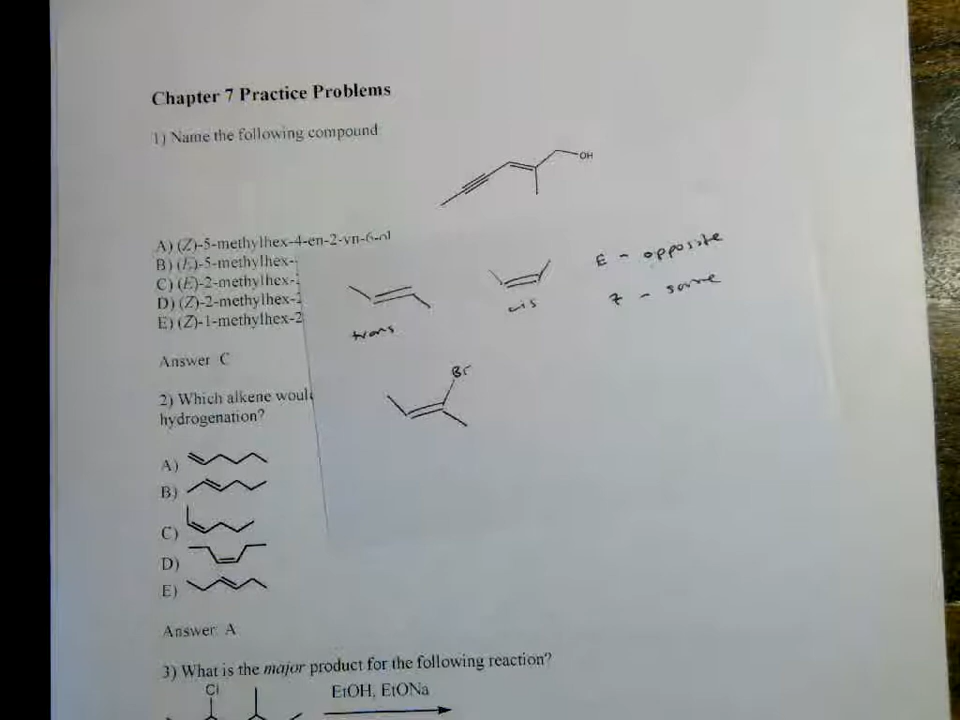 Chapter 7 Practice Problems
1) Name the following compound
OH
A) (Z)-5-methylhex-4-en-2-yn-6-ol
B) (E)-5-methylhex-
C) (E)-2-methylhex-
D) (Z)-2-methylhex-
E) (Z)-1-methylhex-2
E - opposite
Z - same
trans
cis
Answer C
Br
2) Which alkene would
hydrogenation?
A)
B)
C)
D)
E)
Answer: A
3) What is the major product for the following reaction?
Cl
EtOH, EtONa